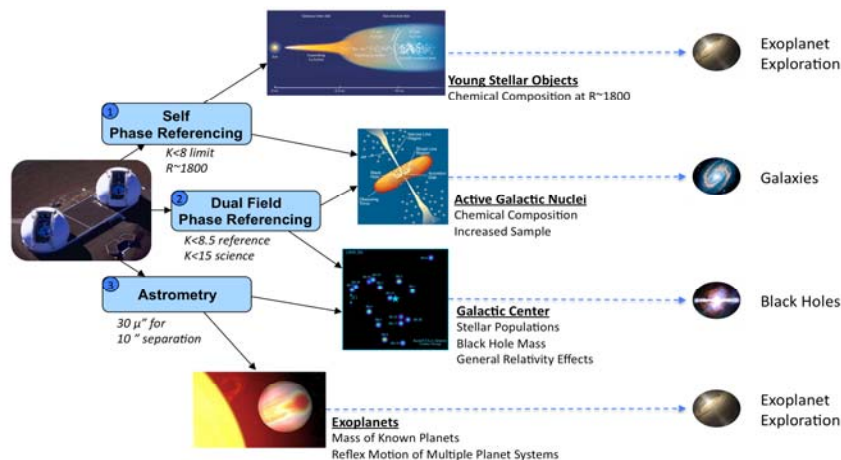 Exoplanet
Exploration
Young Stellar Objects
Chemical Composition at R~1800
1
Self
Phase Referencing
K<8 limit
R~1800
2
Dual Field
Phase Referencing
K<8.5 reference
K<15 science
Active Galactic Nuclei
Chemical Composition
Increased Sample
Galaxies
3
Astrometry
30 µ” for
10 ” separation
Galactic Center
Stellar Populations
Black Hole Mass
General Relativity Effects
Black Holes
Exoplanets
Mass of Known Planets
Reflex Motion of Multiple Planet Systems
Exoplanet
Exploration